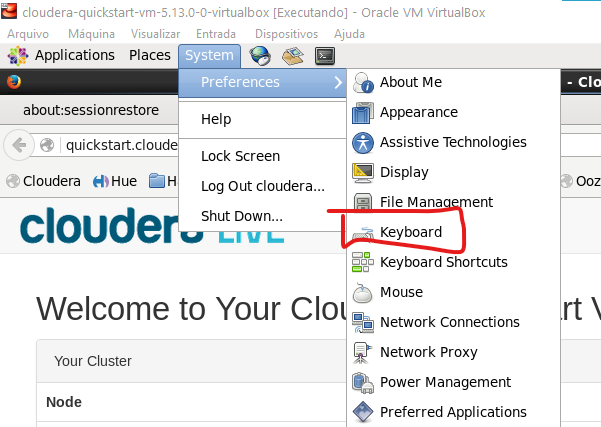 cloudera-quickstart-vm-5.13.0-0-virtualbox [Executando] - Oracle VM VirtualBox
Arquivo Máquina Visualizar Entrada Dispositivos Ajuda
Applications Places System
Preferences
Help
Lock Screen
Log Out cloudera...
Shut Down...
About Me
Appearance
Assistive Technologies
Display
File Management
Keyboard
Keyboard Shortcuts
Mouse
Network Connections
Network Proxy
Power Management
Preferred Applications
- Clo
about:sessionrestore
quickstart.cloude
Cloudera Hue H Ooz
cloudera LIVE
Welcome to Your Clou rt V
Your Cluster
Node